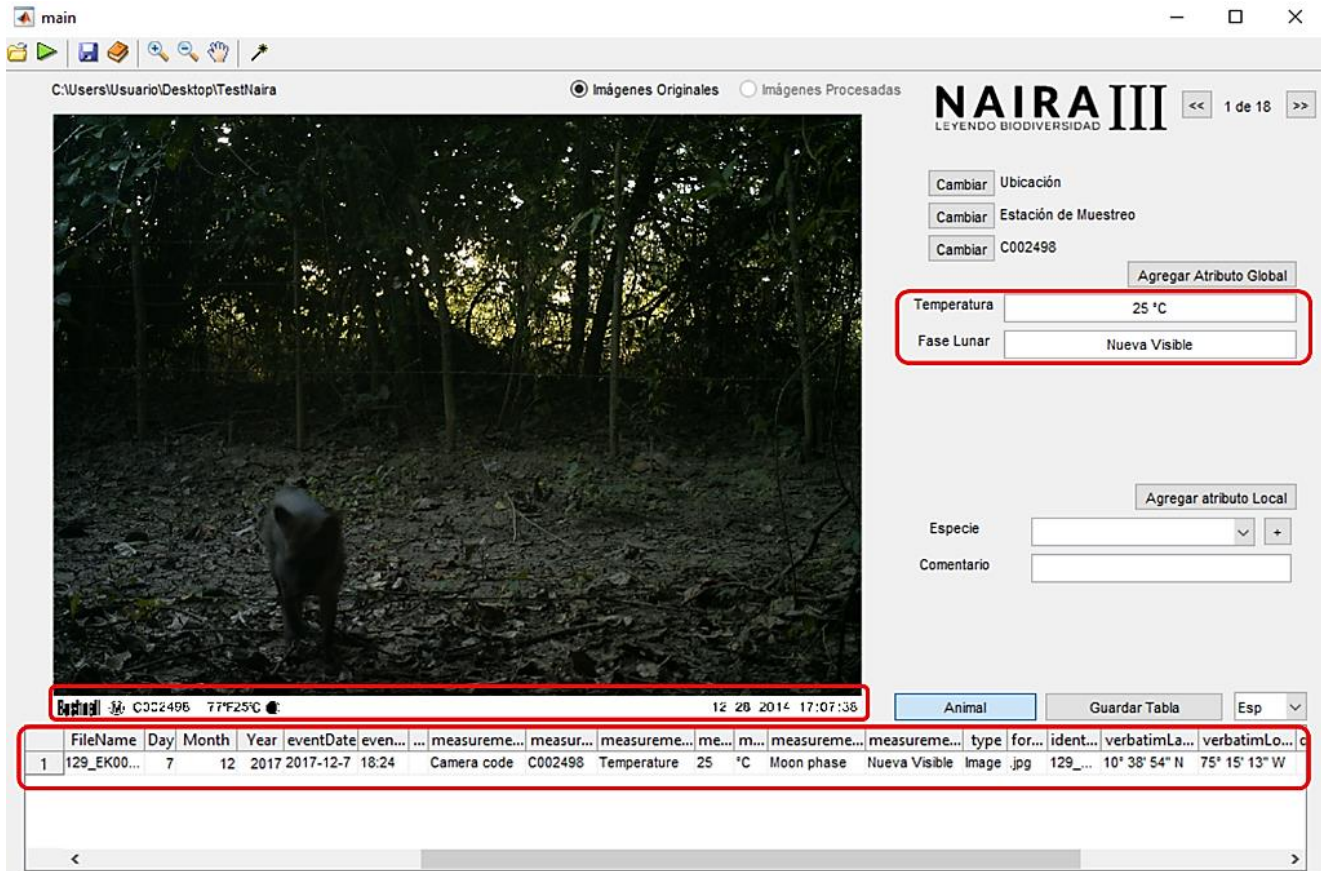 main
C:\Users\Usuario\Desktop\TestNaira
Imágenes Originales Imágenes Procesadas
NAIRA III
LEYENDO BIODIVERSIDAD
<< 1 de 18 >>
Cambiar Ubicación
Cambiar Estación de Muestreo
Cambiar C002498
Agregar Atributo Global
Temperatura 25 °C
Fase Lunar Nueva Visible
Agregar atributo Local
Especie +
Comentario
Bushnell M C002498 77°F25°C 12 28 2014 17:07:38
Animal Guardar Tabla Esp
FileName Day Month Year eventDate even... ... measureme... measur... measureme... me... m... measureme... measureme... type for... ident... verbatimLa... verbatimLo...
1 129_EK00... 7 12 2017 2017-12-7 18:24 Camera code C002498 Temperature 25 °C Moon phase Nueva Visible Image .jpg 129_... 10° 38' 54" N 75° 15' 13" W